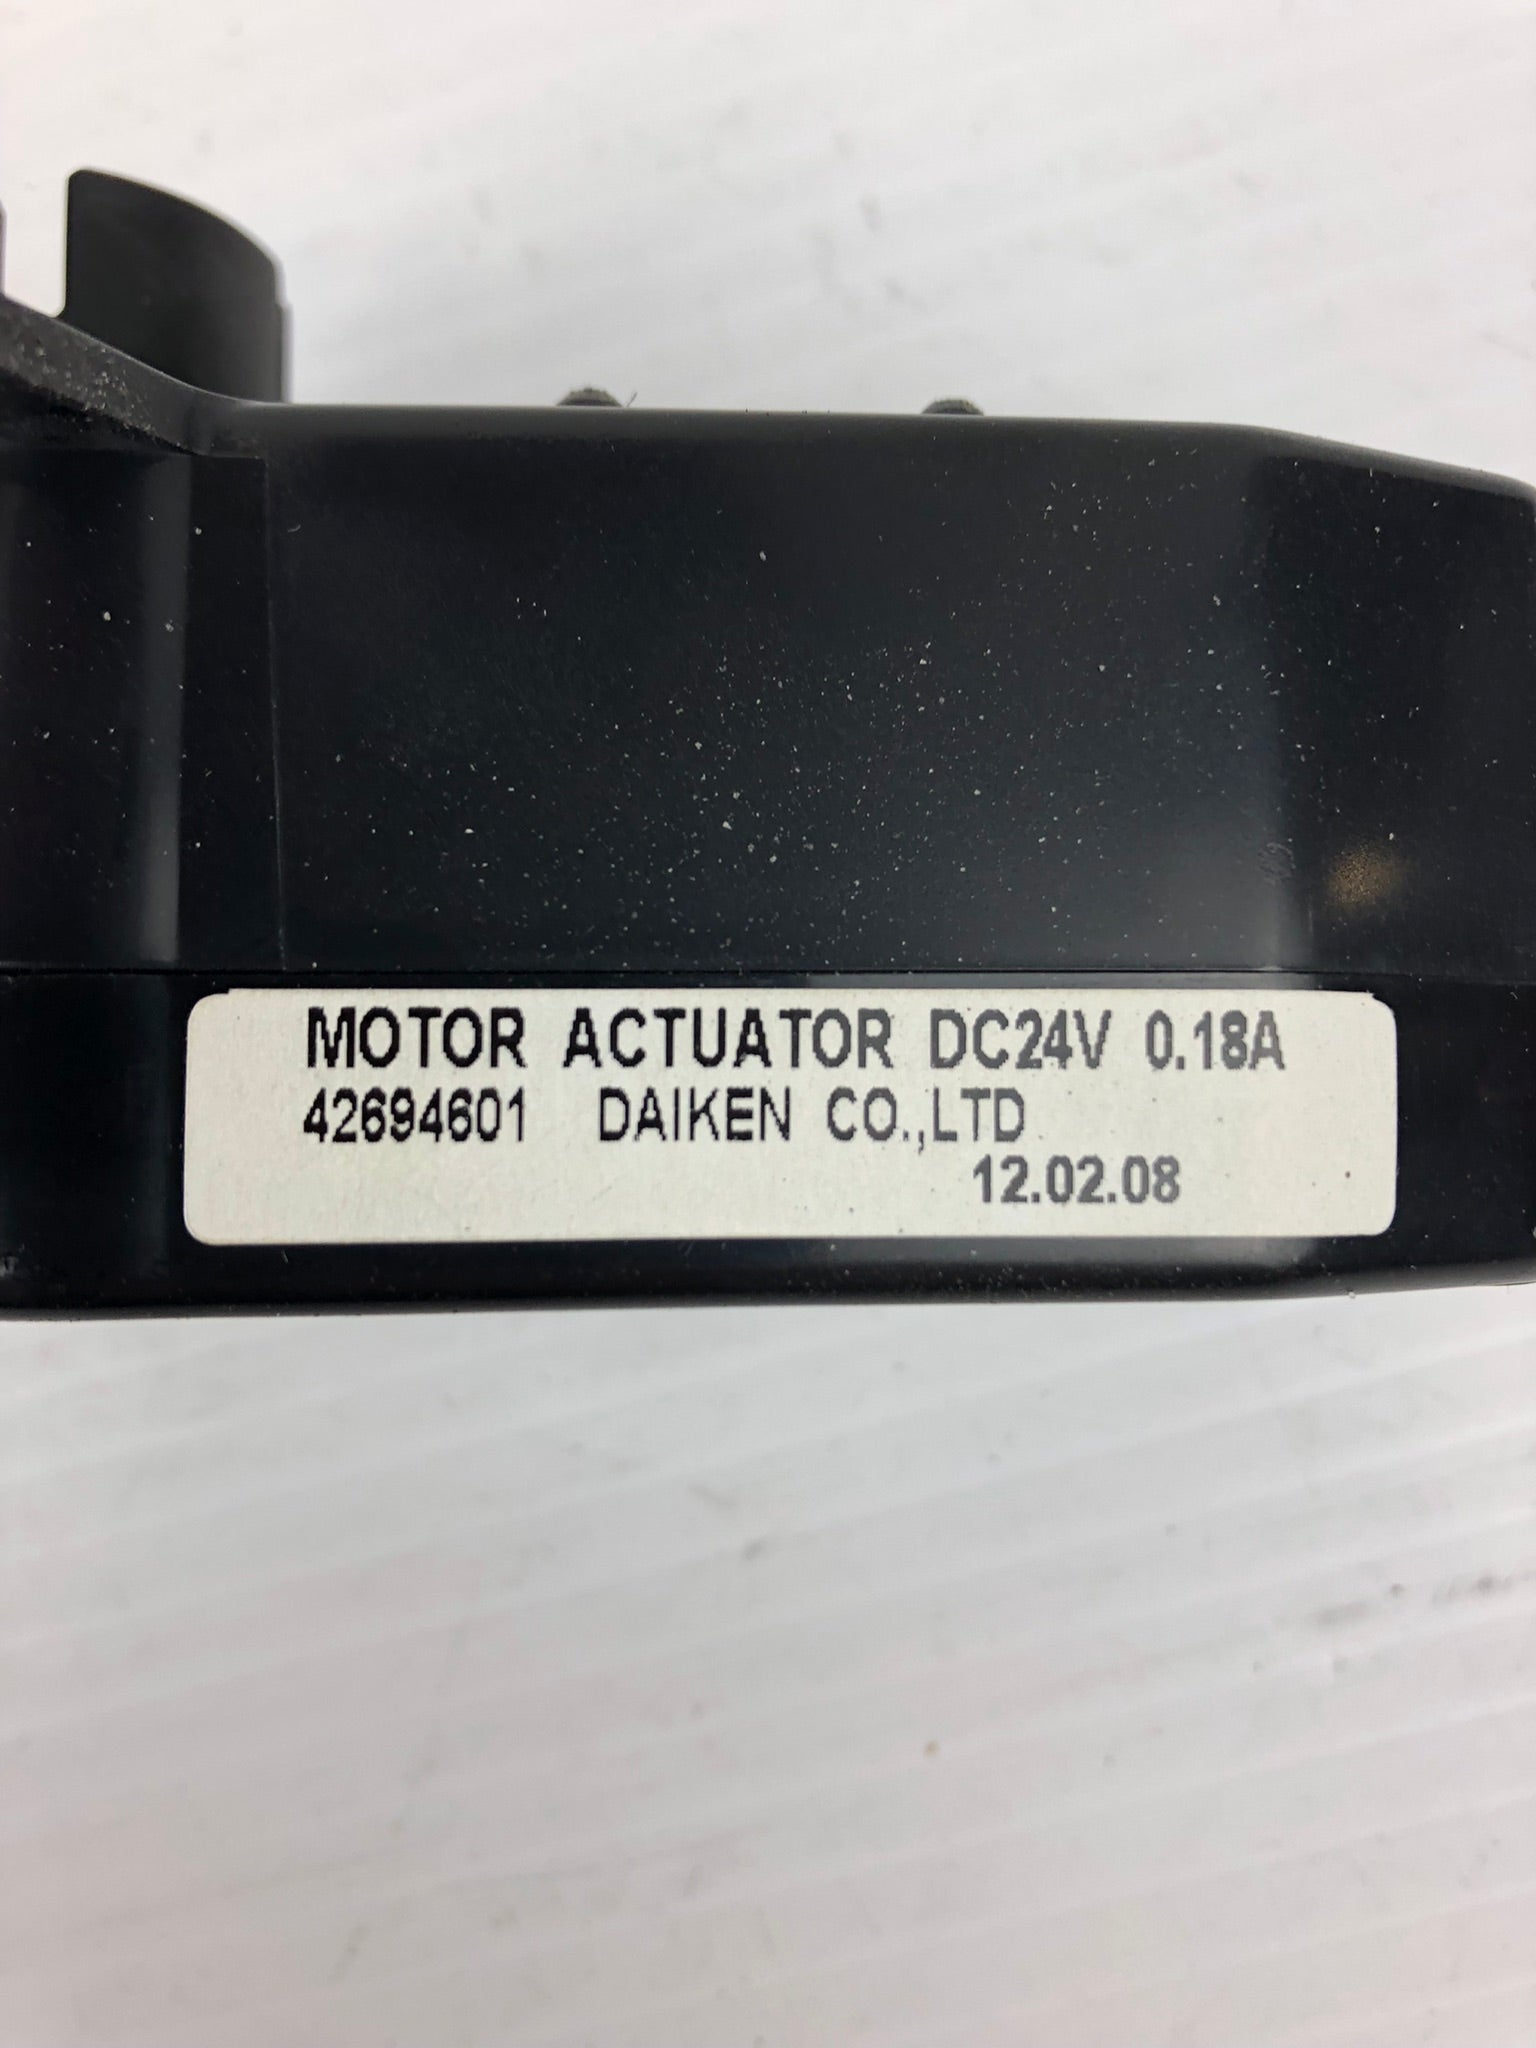 MOTOR ACTUATOR DC24V 0.18A
42694601 DAIKEN CO.,LTD
12.02.08